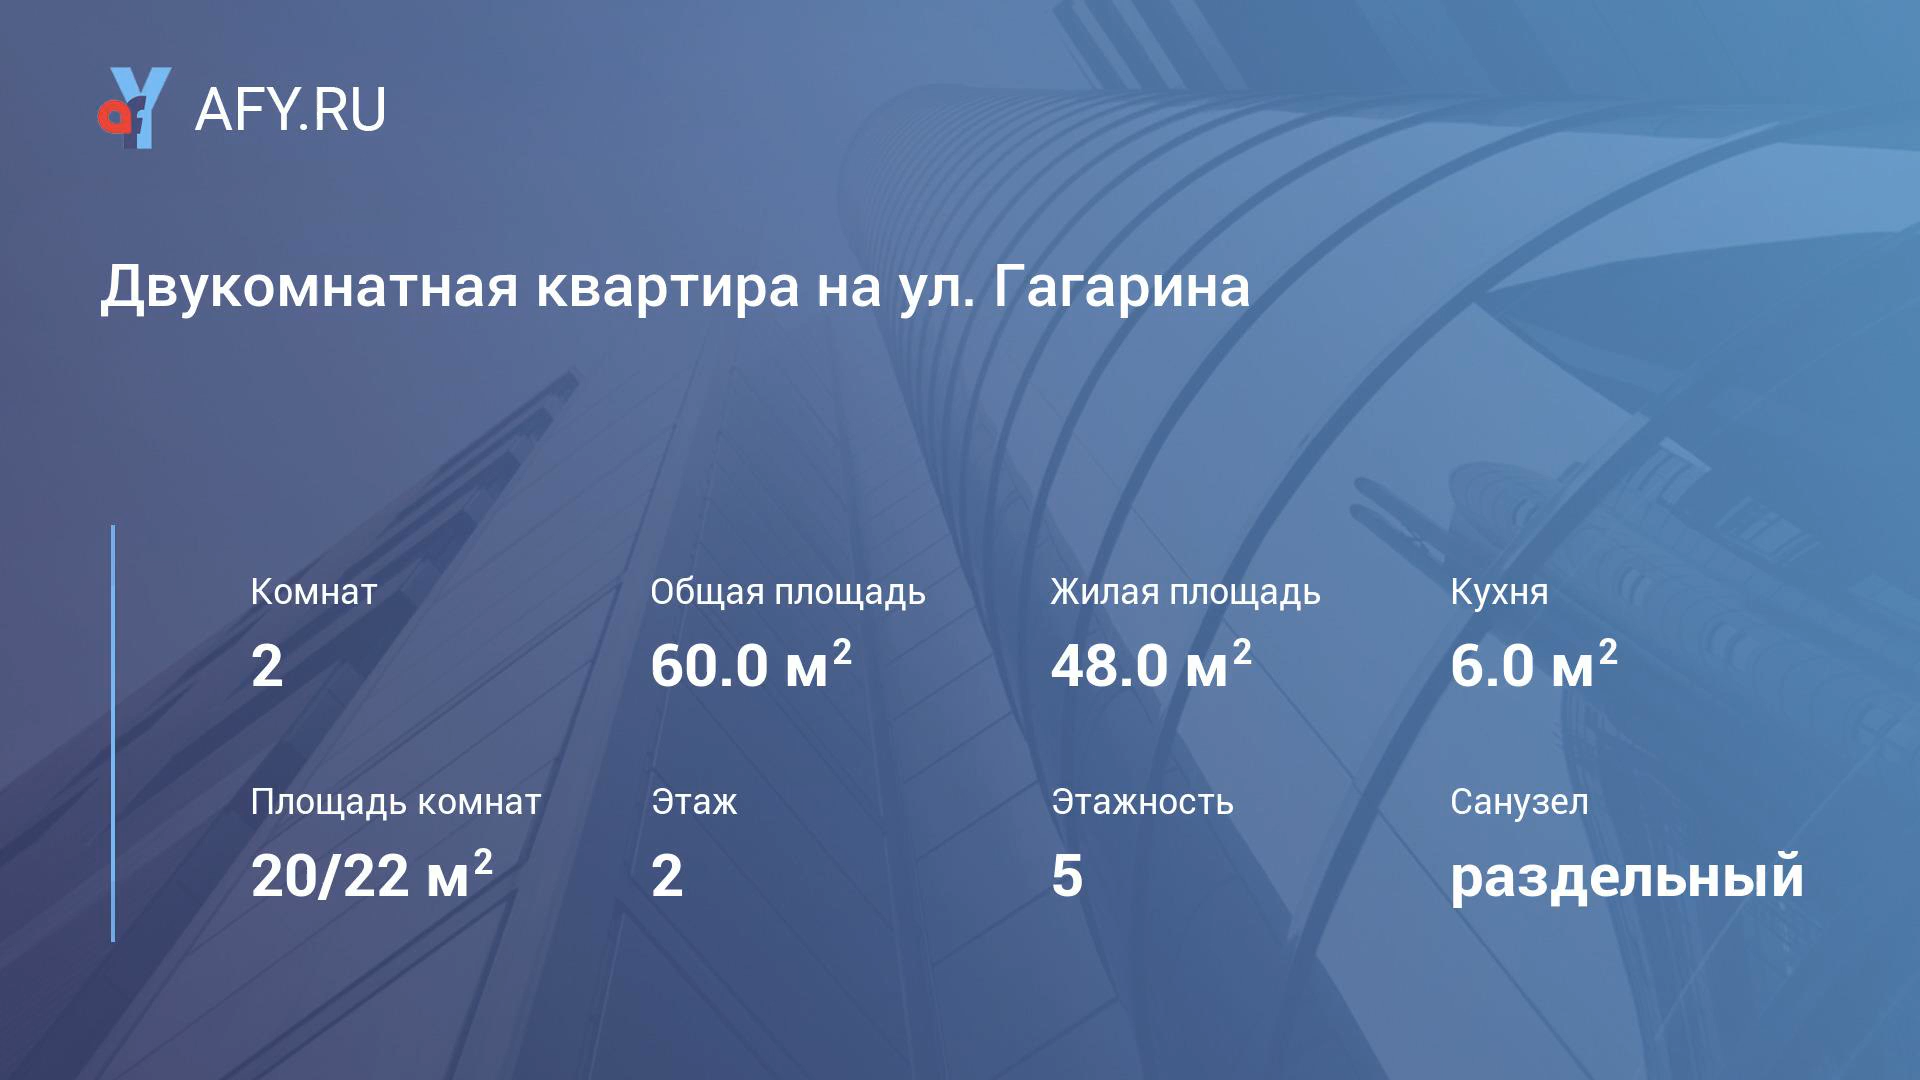 AFY.RU
Двукомнатная квартира на ул. Гагарина
Комнат
2
Общая площадь
60.0 м²
Жилая площадь
48.0 м²
Кухня
6.0 м²
Площадь комнат
20/22 м²
Этаж
2
Этажность
5
Санузел
раздельный